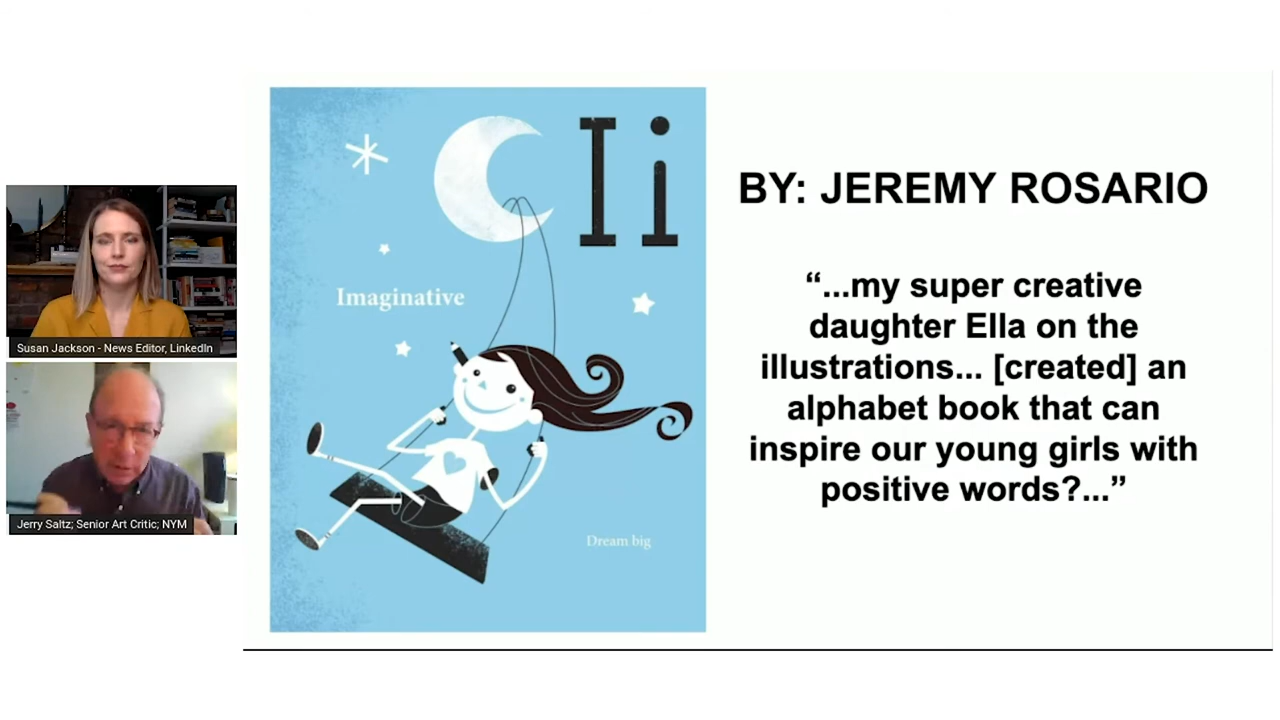 Ii
Imaginative
Dream big
BY: JEREMY ROSARIO
“...my super creative
daughter Ella on the
illustrations... [created] an
alphabet book that can
inspire our young girls with
positive words?...”
Susan Jackson - News Editor, LinkedIn
Jerry Saltz; Senior Art Critic; NYM